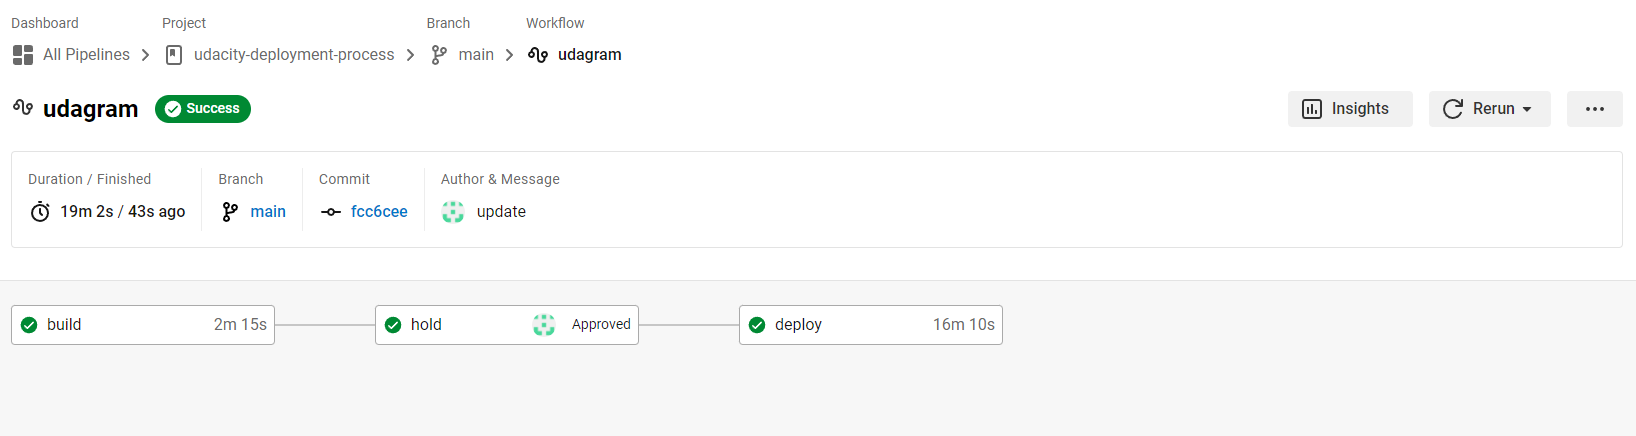 Dashboard Project Branch Workflow
All Pipelines udacity-deployment-process main udagram
udagram Success Insights Rerun
Duration / Finished Branch Commit Author & Message
19m 2s / 43s ago main fcc6cee update
build 2m 15s hold Approved deploy 16m 10s